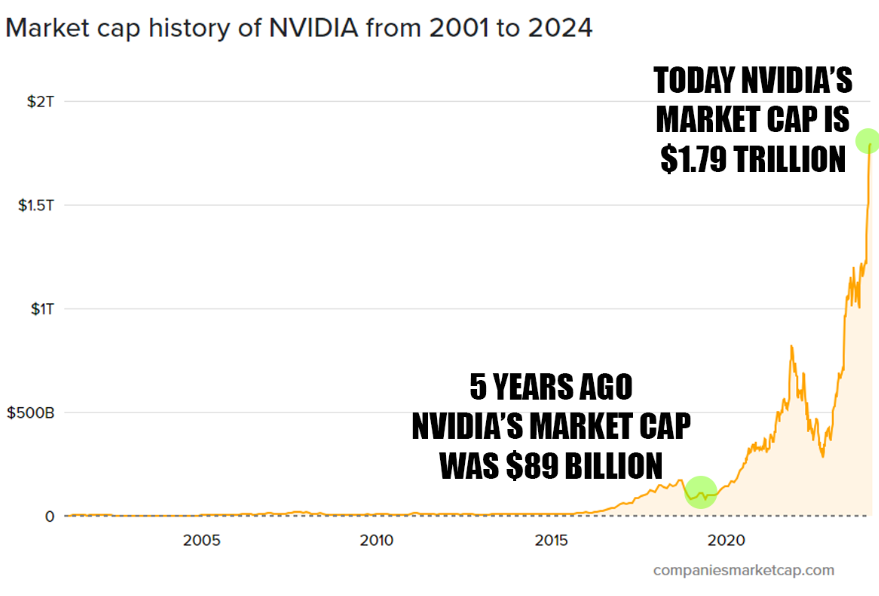 Market cap history of NVIDIA from 2001 to 2024
TODAY NVIDIA’S
MARKET CAP IS
$1.79 TRILLION
$2T
$1.5T
$1T
5 YEARS AGO
NVIDIA’S MARKET CAP
WAS $89 BILLION
$500B
0
2005
2010
2015
2020
companiesmarketcap.com